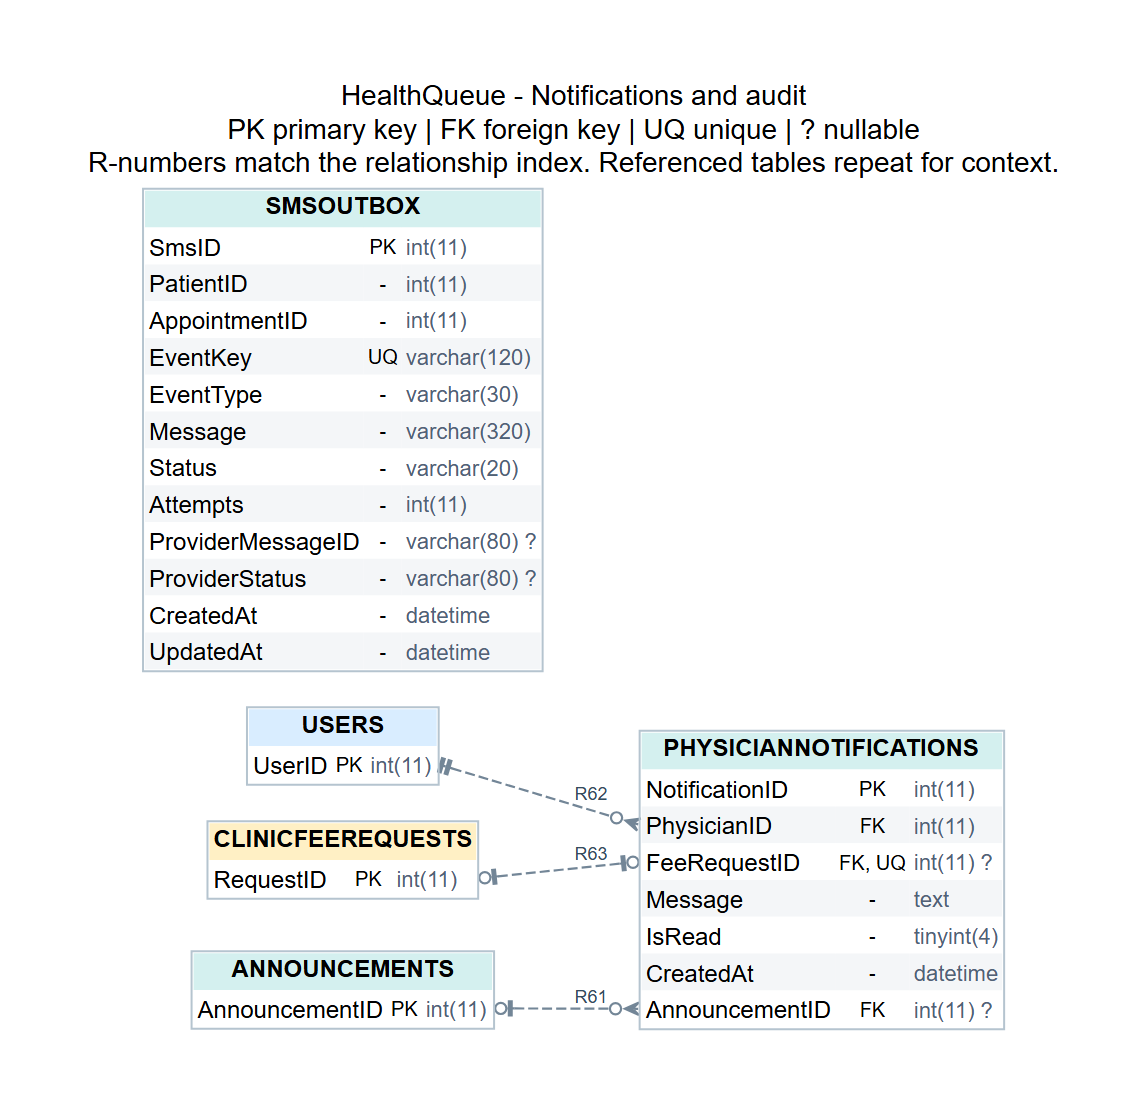 HealthQueue - Notifications and audit
PK primary key | FK foreign key | UQ unique | ? nullable
R-numbers match the relationship index. Referenced tables repeat for context.
SMSOUTBOX
SmsID PK int(11)
PatientID - int(11)
AppointmentID - int(11)
EventKey UQ varchar(120)
EventType - varchar(30)
Message - varchar(320)
Status - varchar(20)
Attempts - int(11)
ProviderMessageID - varchar(80) ?
ProviderStatus - varchar(80) ?
CreatedAt - datetime
UpdatedAt - datetime
USERS
UserID PK int(11)
R62
CLINICFEEREQUESTS
RequestID PK int(11)
R63
ANNOUNCEMENTS
AnnouncementID PK int(11)
R61
PHYSICIANNOTIFICATIONS
NotificationID PK int(11)
PhysicianID FK int(11)
FeeRequestID FK, UQ int(11) ?
Message - text
IsRead - tinyint(4)
CreatedAt - datetime
AnnouncementID FK int(11) ?